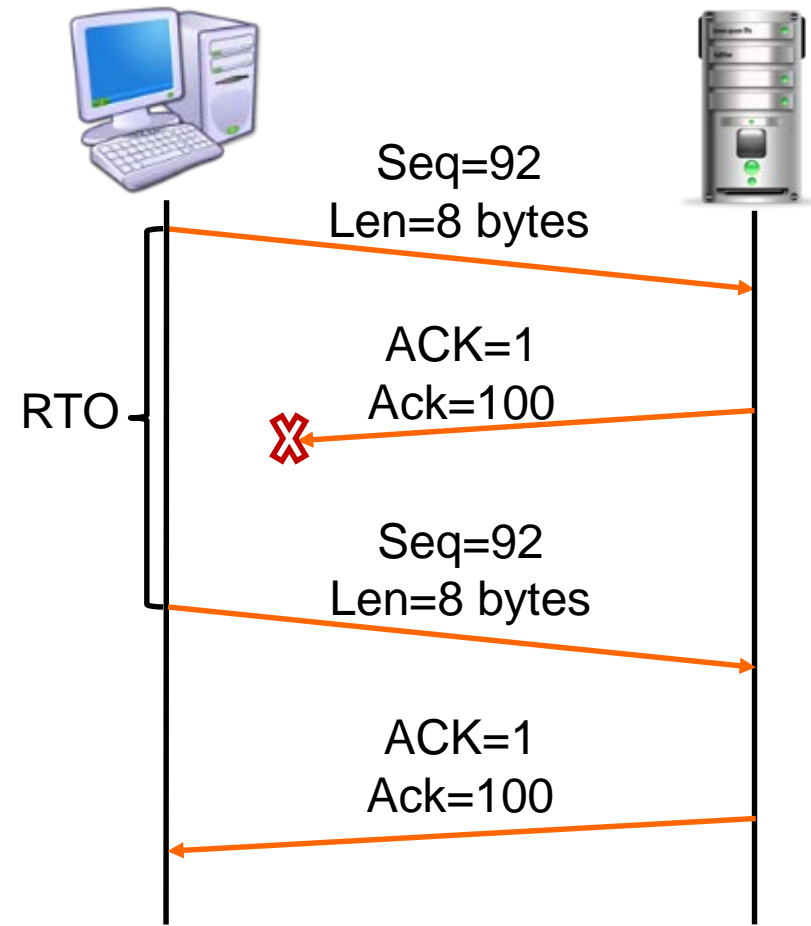 Seq=92
Len=8 bytes
ACK=1
Ack=100
RTO
Seq=92
Len=8 bytes
ACK=1
Ack=100